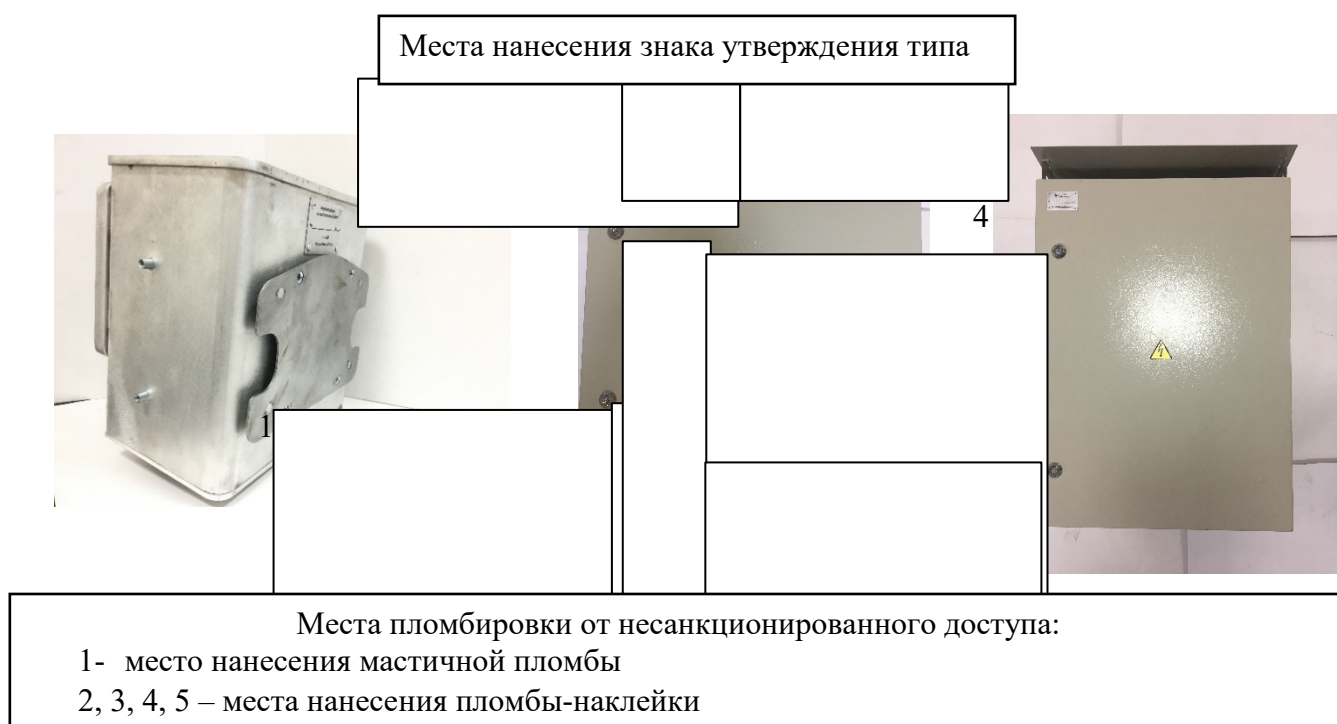 Места нанесения знака утверждения типа
4
1
Места пломбировки от несанкционированного доступа:
1- место нанесения мастичной пломбы
2, 3, 4, 5 – места нанесения пломбы-наклейки